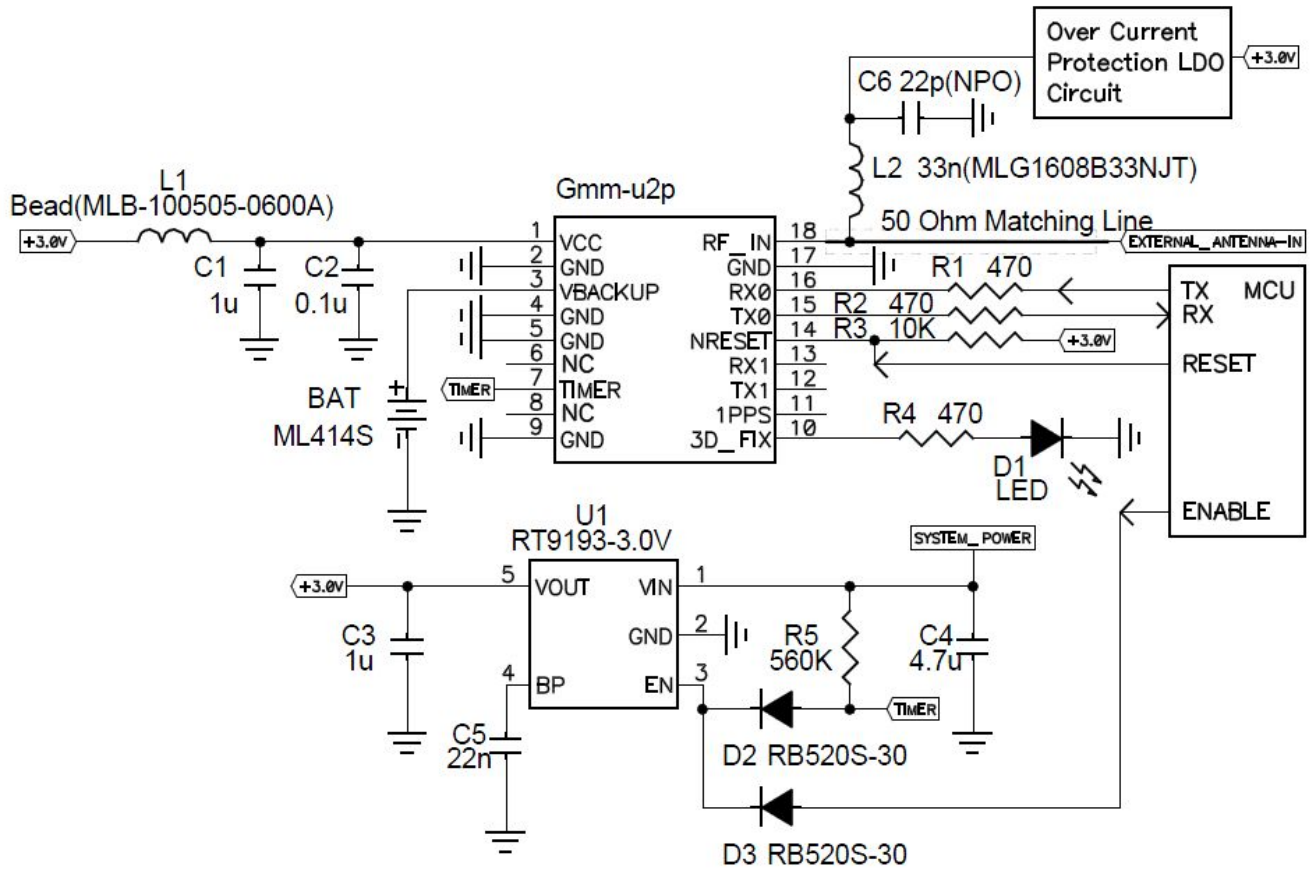 Over Current
Protection LDO
Circuit
+3.0V
C6 22p(NPO)
L2 33n(MLG1608B33NJT)
L1
Bead(MLB-100505-0600A)
+3.0V
C1
1u
C2
0.1u
Gmm-u2p
1 VCC
2 GND
3 VBACKUP
4 GND
5 GND
6 NC
7 TIMER
8 NC
9 GND
RF_IN 18
GND 17
RX0 16
TX0 15
NRESET 14
RX1 13
TX1 12
1PPS 11
3D_FIX 10
50 Ohm Matching Line
EXTERNAL_ANTENNA-IN
R1 470
R2 470
R3 10K
+3.0V
TX MCU
RX
RESET
ENABLE
TIMER
BAT
ML414S
+
R4 470
D1
LED
U1
RT9193-3.0V
5 VOUT
4 BP
VIN 1
GND 2
EN 3
+3.0V
C3
1u
C5
22n
SYSTEM_POWER
R5
560K
C4
4.7u
TIMER
D2 RB520S-30
D3 RB520S-30